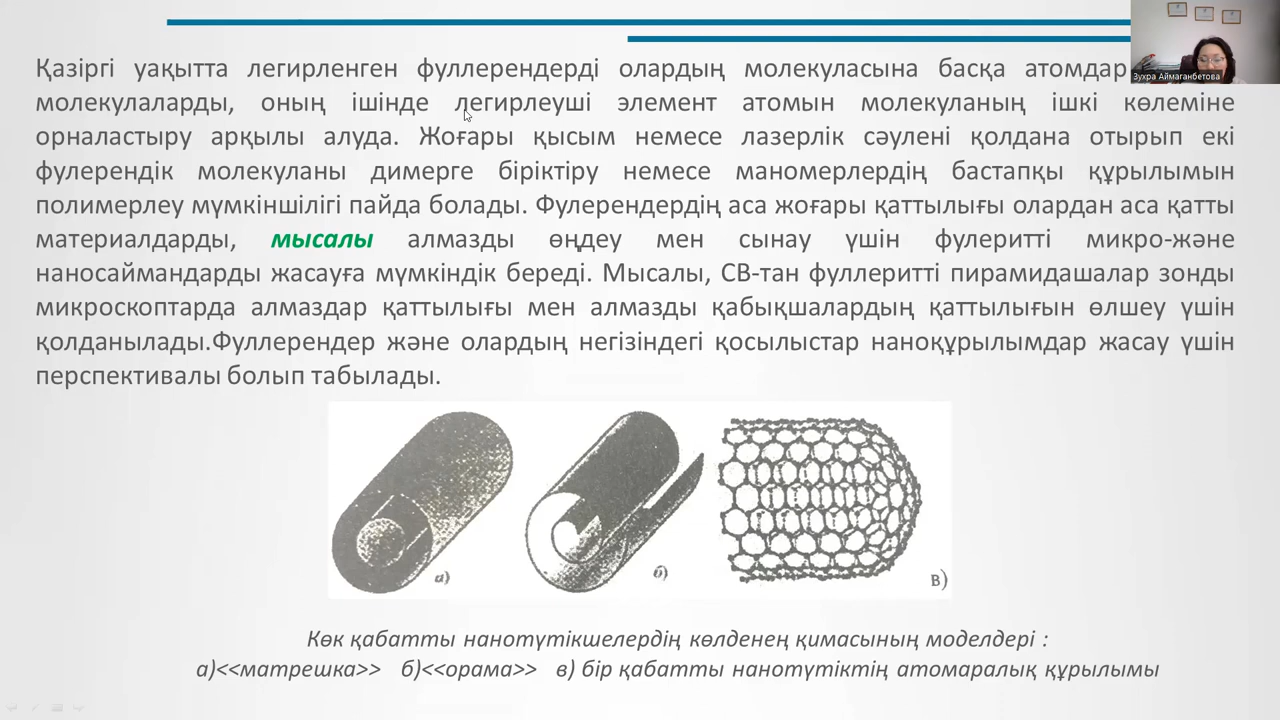 Қазіргі уақытта легирленген фуллерендерді олардың молекуласына басқа атомдар
молекулаларды, оның ішінде легирлеуші элемент атомын молекуланың ішкі көлеміне
орналастыру арқылы алуда. Жоғары қысым немесе лазерлік сәулені қолдана отырып екі
фулерендік молекуланы димерге біріктіру немесе маномерлердің бастапқы құрылымын
полимерлеу мүмкіншілігі пайда болады. Фулерендердің аса жоғары қаттылығы олардан аса қатты
материалдарды, мысалы алмазды өңдеу мен сынау үшін фулеритті микро-және
наносаймандарды жасауға мүмкіндік береді. Мысалы, СВ-тан фуллеритті пирамидашалар зонды
микроскоптарда алмаздар қаттылығы мен алмазды қабықшалардың қаттылығын өлшеу үшін
қолданылады.Фуллерендер және олардың негізіндегі қосылыстар наноқұрылымдар жасау үшін
перспективалы болып табылады.
а)
б)
в)
Көк қабатты нанотүтікшелердің көлденең қимасының моделдері :
а)<<матрешка>> б)<<орама>> в) бір қабатты нанотүтіктің атомаралық құрылымы
Зухра Аймаганбетова